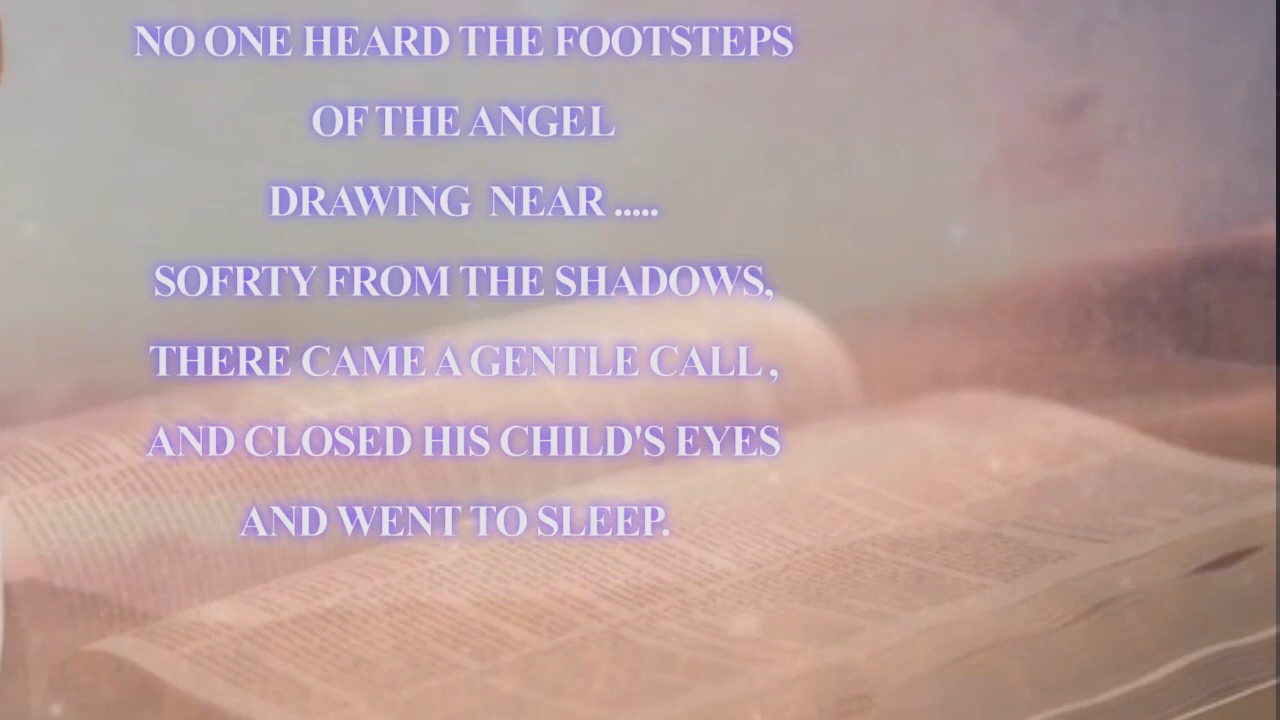 NO ONE HEARD THE FOOTSTEPS
OF THE ANGEL
DRAWING  NEAR .....
SOFRTY FROM THE SHADOWS,
THERE CAME A GENTLE CALL ,
AND CLOSED HIS CHILD'S EYES
AND WENT TO SLEEP.